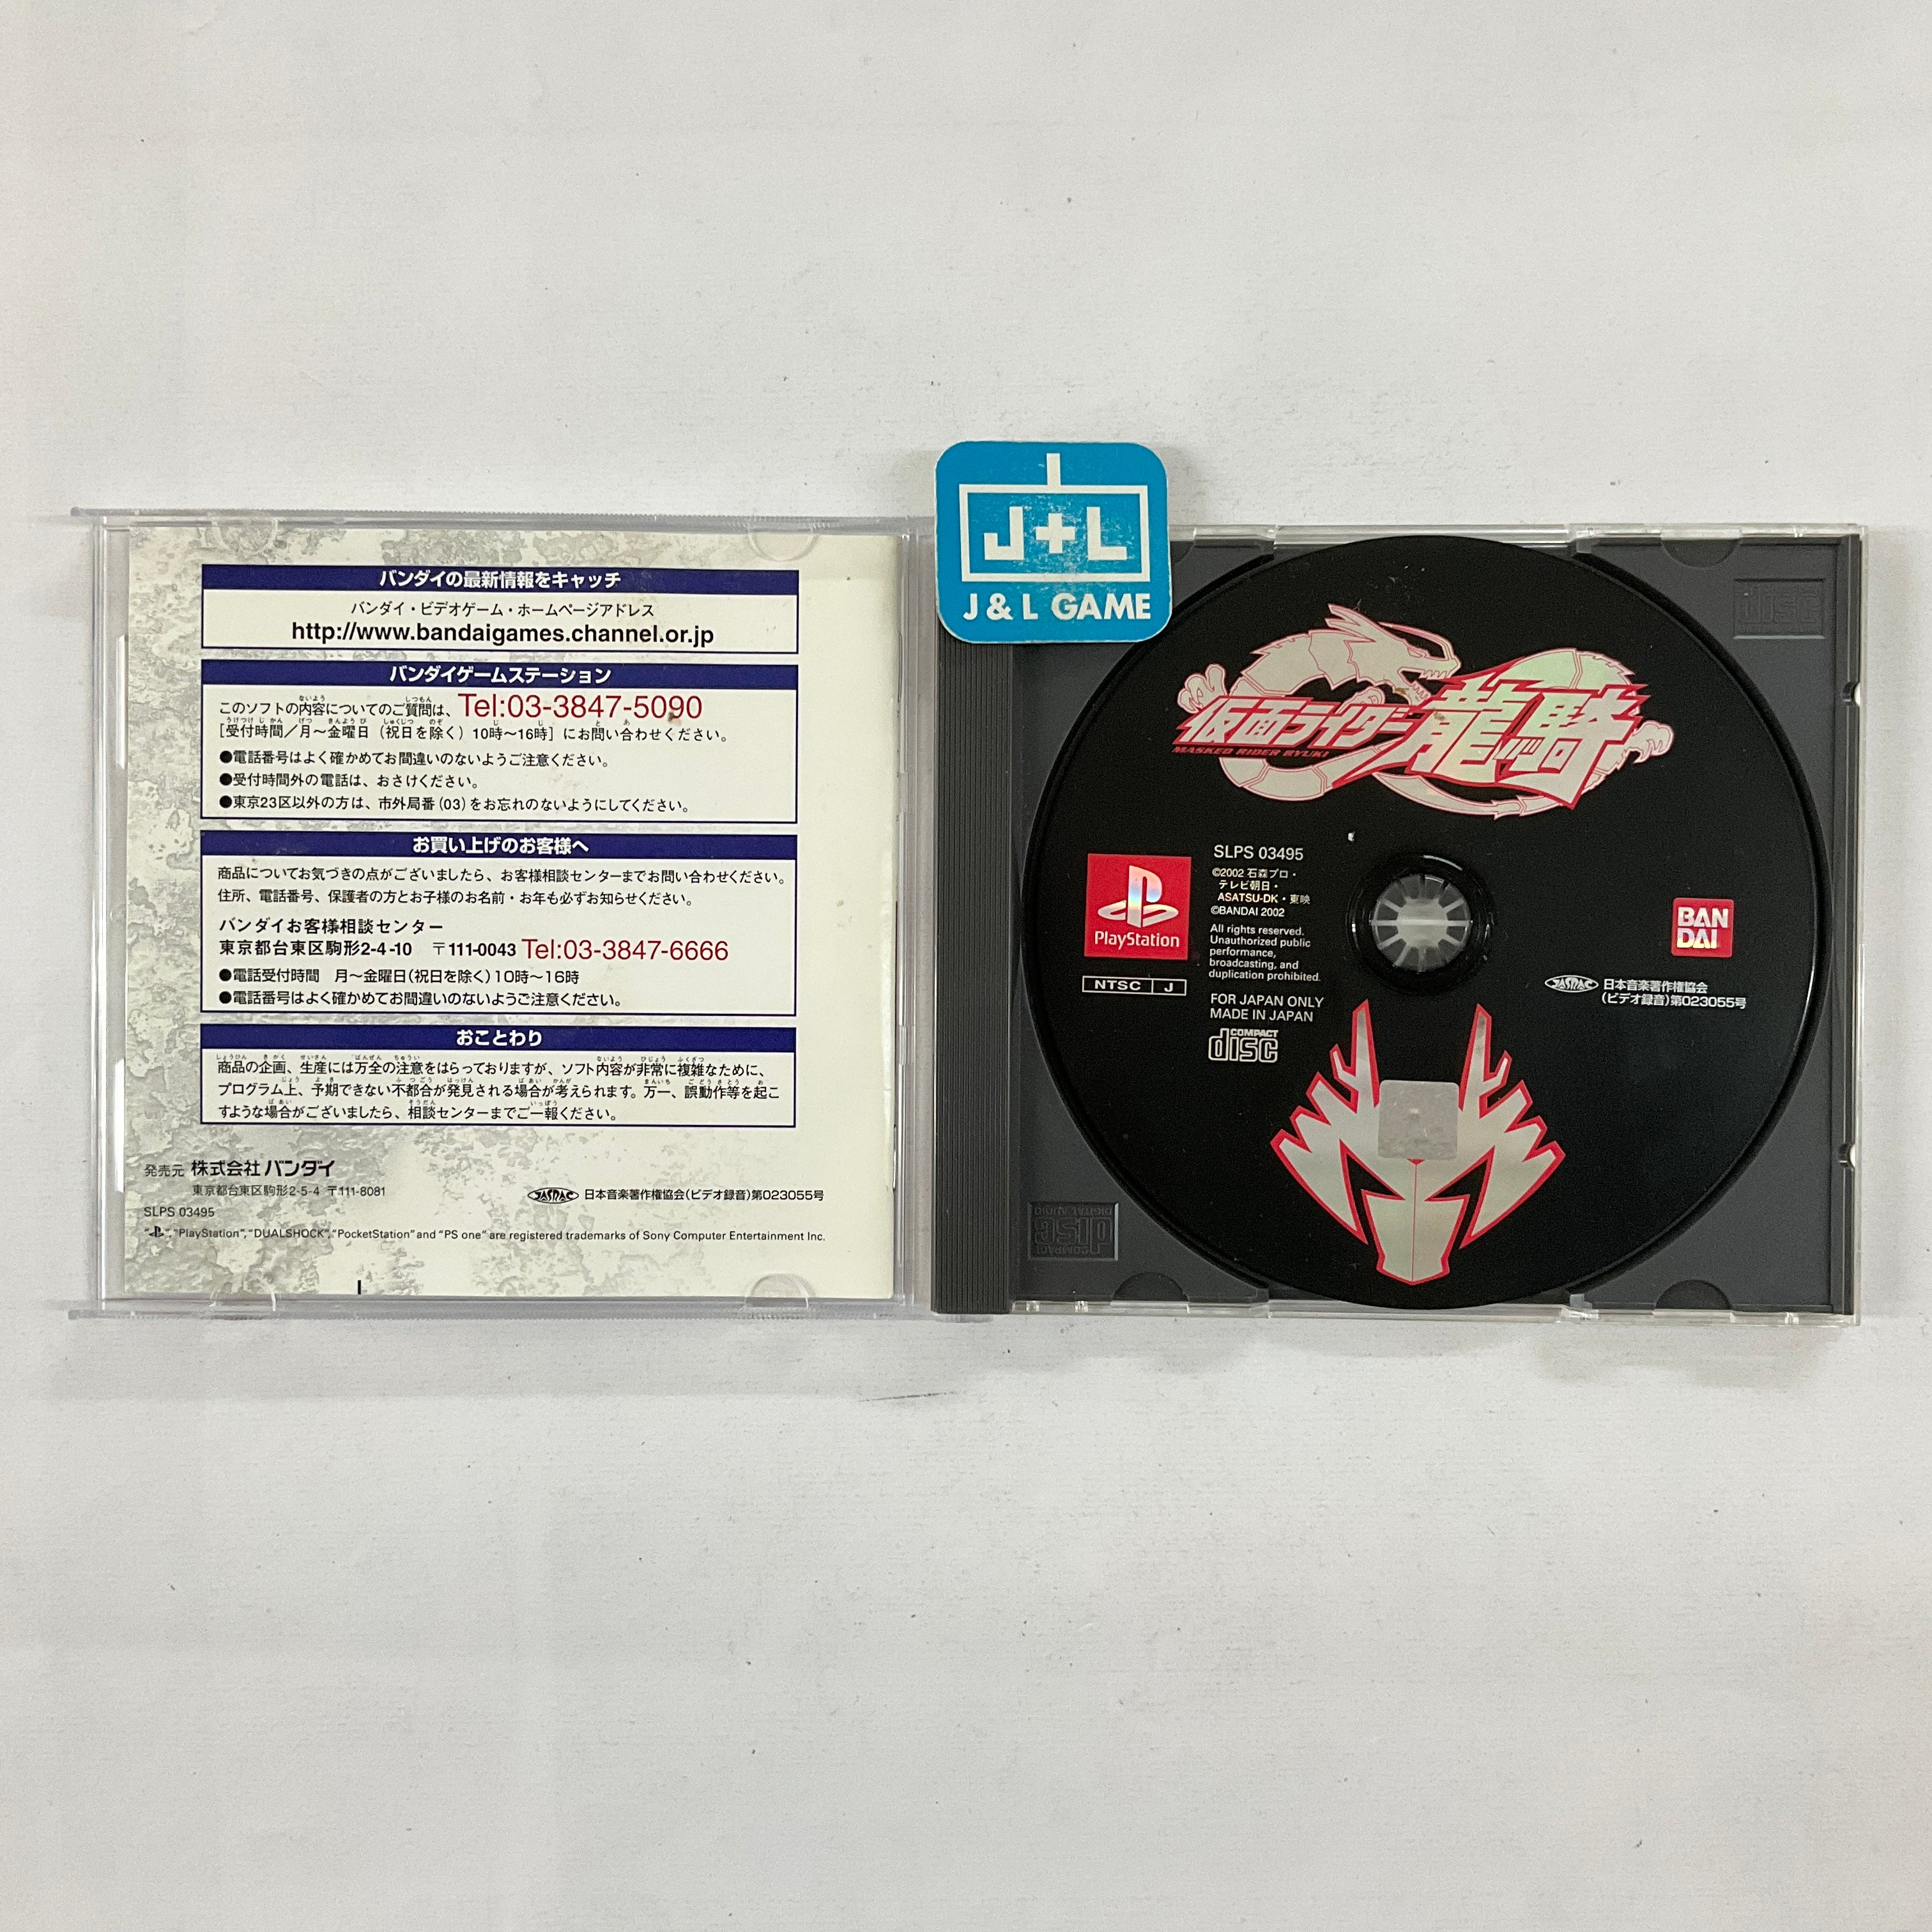 バンダイの最新情報をキャッチ
バンダイ・ビデオゲーム・ホームページアドレス
http://www.bandaigames.channel.or.jp
バンダイゲームステーション
このソフトの内容についてのご質問は、Tel:03-3847-5090
[受付時間/月~金曜日(祝日を除く)10時~16時]にお問い合わせください。
●電話番号はよく確かめてお間違いのないようご注意ください。
●受付時間外の電話は、おさけください。
●東京23区以外の方は、市外局番(03)をお忘れのないようにしてください。
お買い上げのお客様へ
商品についてお気づきの点がございましたら、お客様相談センターまでお問い合わせください。
住所、電話番号、保護者の方とお子様のお名前・お年も必ずお知らせください。
バンダイお客様相談センター
東京都台東区駒形2-4-10 〒111-0043 Tel:03-3847-6666
●電話受付時間 月~金曜日(祝日を除く)10時~16時
●電話番号はよく確かめてお間違いのないようご注意ください。
おことわり
商品の企画、生産には万全の注意をはらっておりますが、ソフト内容が非常に複雑なために、
プログラム上、予期できない不都合が発見される場合が考えられます。万一、誤動作等を起こ
すような場合がございましたら、相談センターまでご一報ください。
発売元 株式会社 バンダイ
東京都台東区駒形2-5-4 〒111-8081
JASRAC 日本音楽著作権協会(ビデオ録音)第023055号
SLPS 03495
"PlayStation", "DUALSHOCK", "PocketStation" and "PS one" are registered trademarks of Sony Computer Entertainment Inc.
J+L
J & L GAME
仮面ライダー龍騎
MASKED RIDER RYUKI
PlayStation
NTSC J
SLPS 03495
©2002 石森プロ・
テレビ朝日・
ASATSU-DK・東映
©BANDAI 2002
All rights reserved.
Unauthorized public
performance,
broadcasting, and
duplication prohibited.
FOR JAPAN ONLY
MADE IN JAPAN
COMPACT
disc
BAN
DAI
JASRAC 日本音楽著作権協会
(ビデオ録音)第023055号
disc
COMPACT
disc
DIGITAL AUDIO